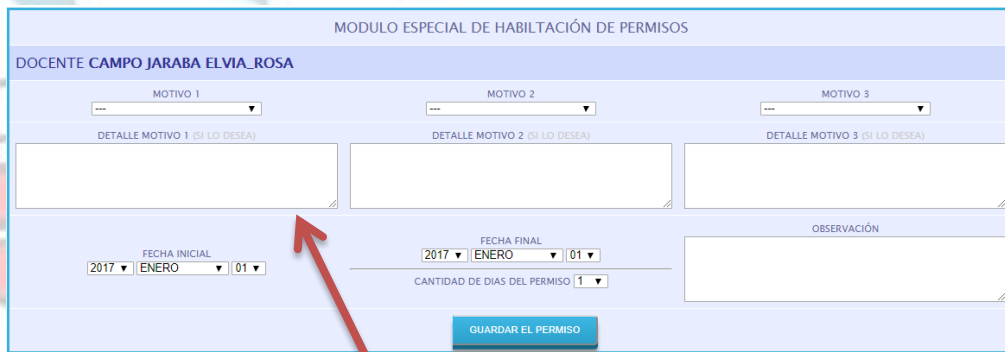 MODULO ESPECIAL DE HABILTACIÓN DE PERMISOS
DOCENTE CAMPO JARABA ELVIA_ROSA
MOTIVO 1 MOTIVO 2 MOTIVO 3
--- --- ---
DETALLE MOTIVO 1 (SI LO DESEA) DETALLE MOTIVO 2 (SI LO DESEA) DETALLE MOTIVO 3 (SI LO DESEA)
FECHA INICIAL
2017 ENERO 01
FECHA FINAL
2017 ENERO 01
CANTIDAD DE DIAS DEL PERMISO 1
OBSERVACIÓN
GUARDAR EL PERMISO